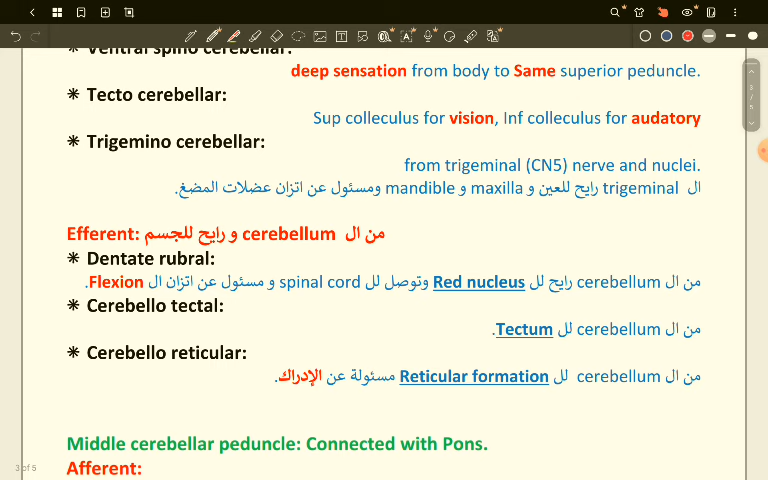 Ventral spino cerebellar:
deep sensation from body to Same superior peduncle.
✱ Tecto cerebellar:
Sup colleculus for vision, Inf colleculus for audatory
✱ Trigemino cerebellar:
from trigeminal (CN5) nerve and nuclei.
ال trigeminal رايح للعين و maxilla و mandible ومسئول عن اتزان عضلات المضغ.
Efferent: من ال cerebellum و رايح للجسم
✱ Dentate rubral:
من ال cerebellum رايح لل Red nucleus وتوصل لل spinal cord و مسئول عن اتزان ال Flexion.
✱ Cerebello tectal:
من ال cerebellum لل Tectum.
✱ Cerebello reticular:
من ال cerebellum لل Reticular formation مسئولة عن الإدراك.
Middle cerebellar peduncle: Connected with Pons.
Afferent:
3 of 5
3
/
5